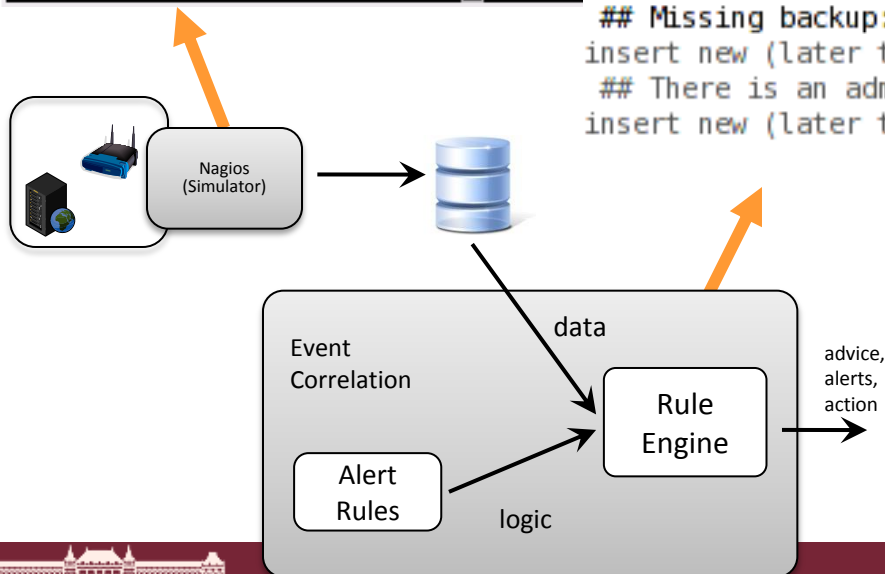 ## Missing backup:
insert new (later t
## There is an adm
insert new (later t
Nagios
(Simulator)
data
Event
Correlation
Rule
Engine
advice,
alerts,
action
Alert
Rules
logic